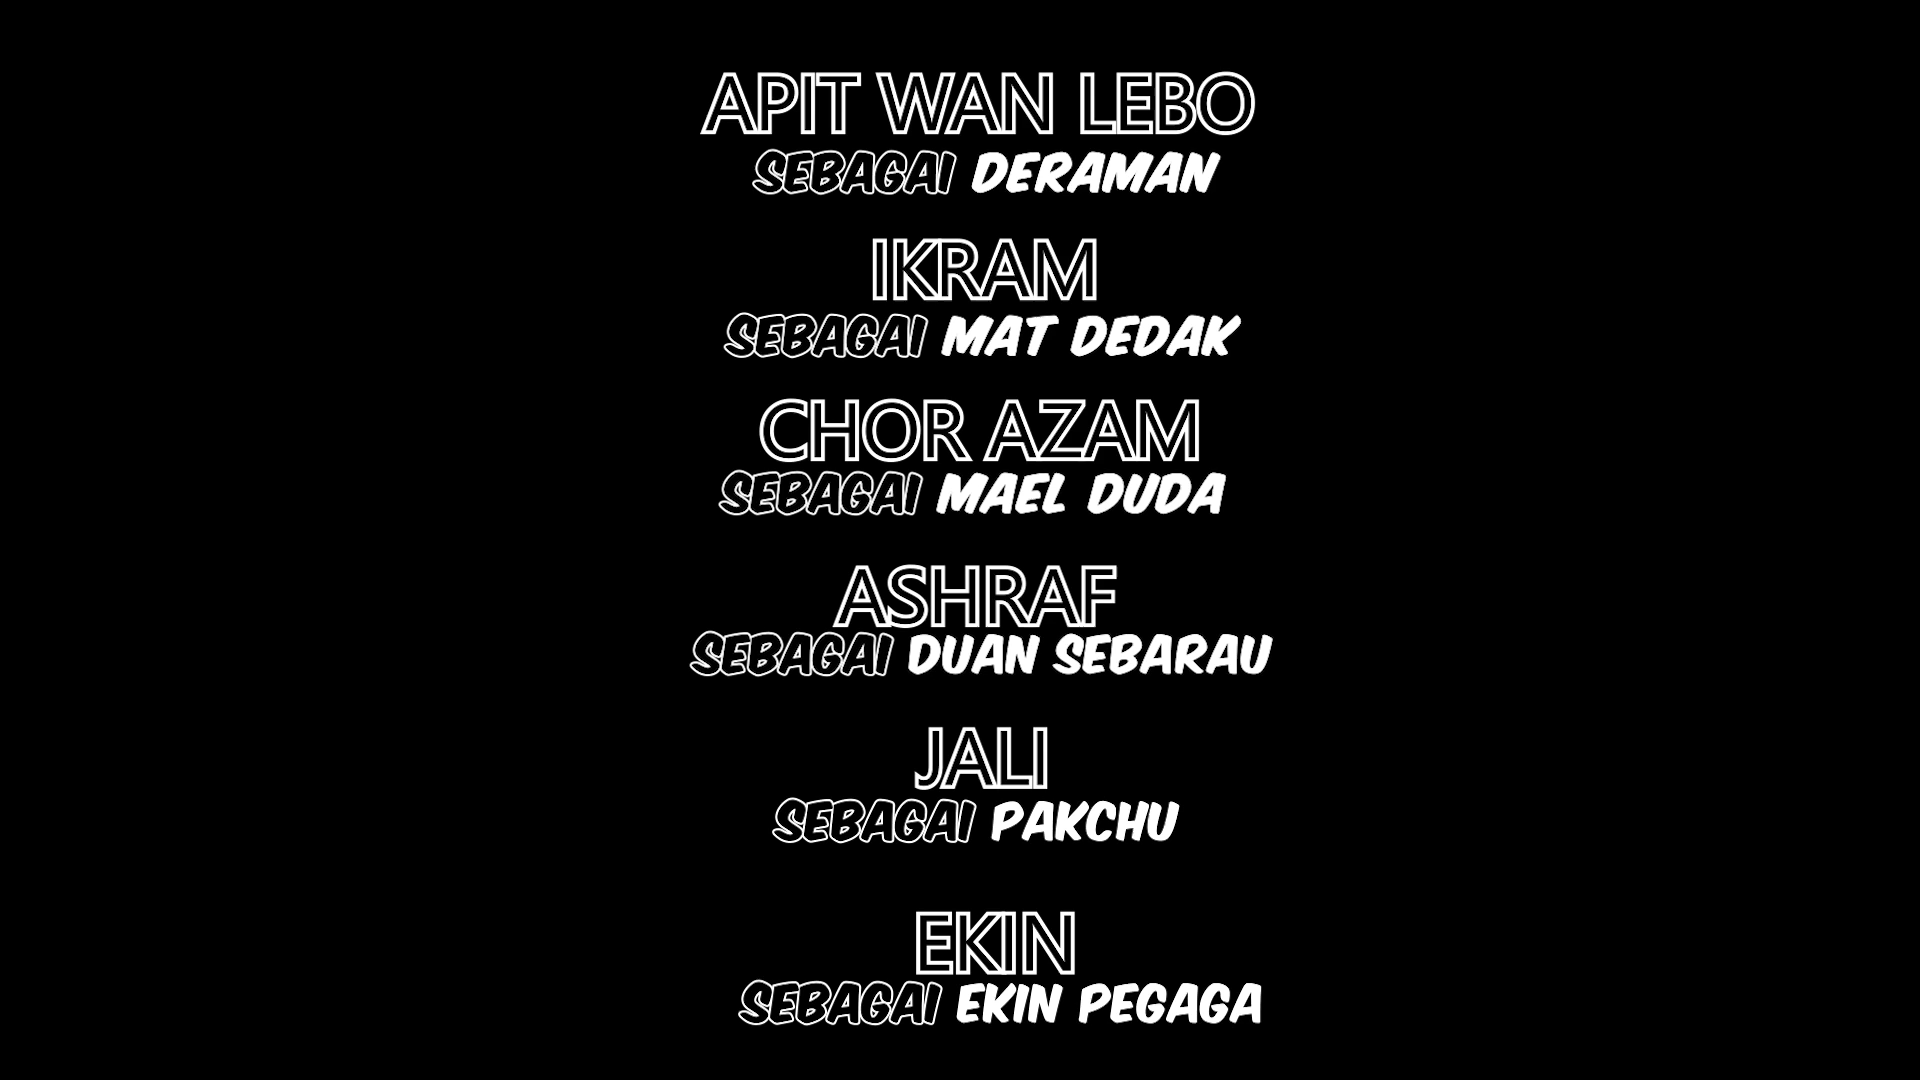 APIT WAN LEBO
SEBAGAI DERAMAN
IKRAM
SEBAGAI MAT DEDAK
CHOR AZAM
SEBAGAI MAEL DUDA
ASHRAF
SEBAGAI DUAN SEBARAU
JALI
SEBAGAI PAKCHU
EKIN
SEBAGAI EKIN PEGAGA